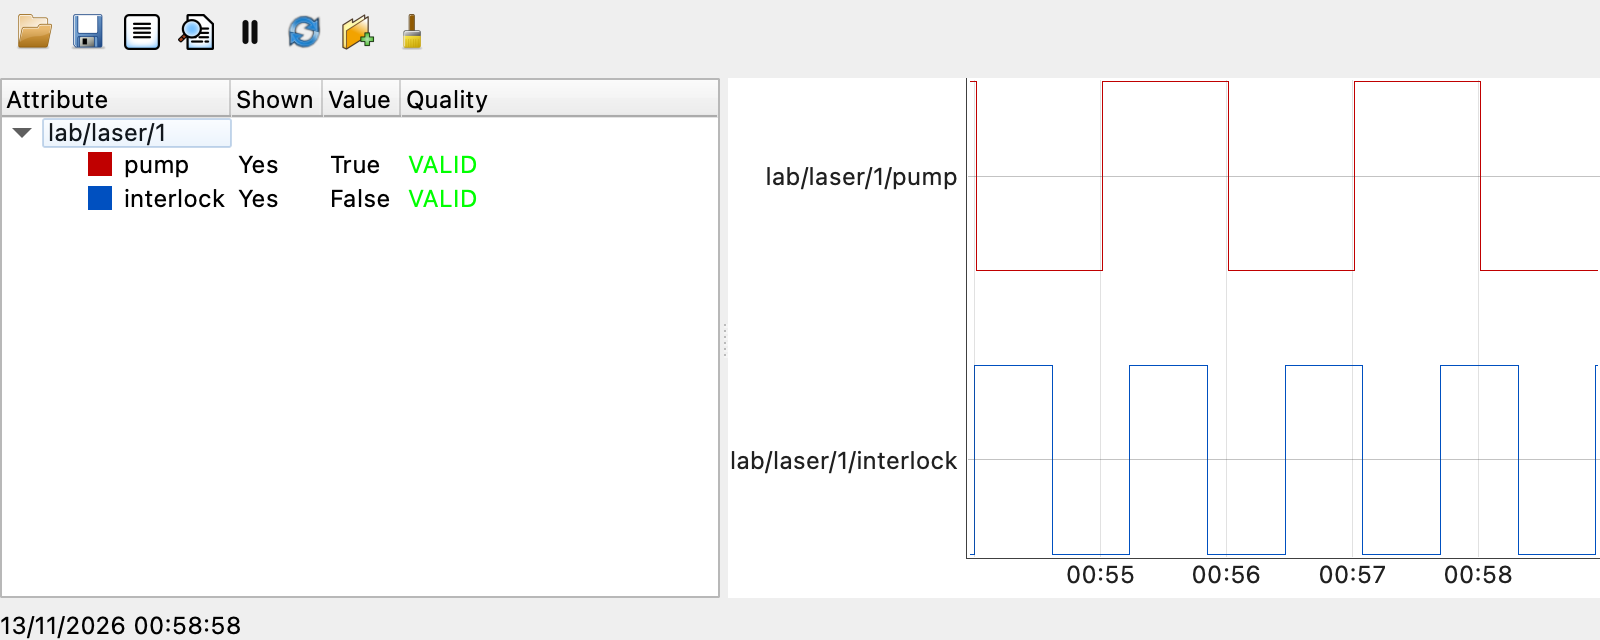 Attribute Shown Value Quality
lab/laser/1
pump Yes True VALID
interlock Yes False VALID
lab/laser/1/pump
lab/laser/1/interlock
00:55 00:56 00:57 00:58
13/11/2026 00:58:58